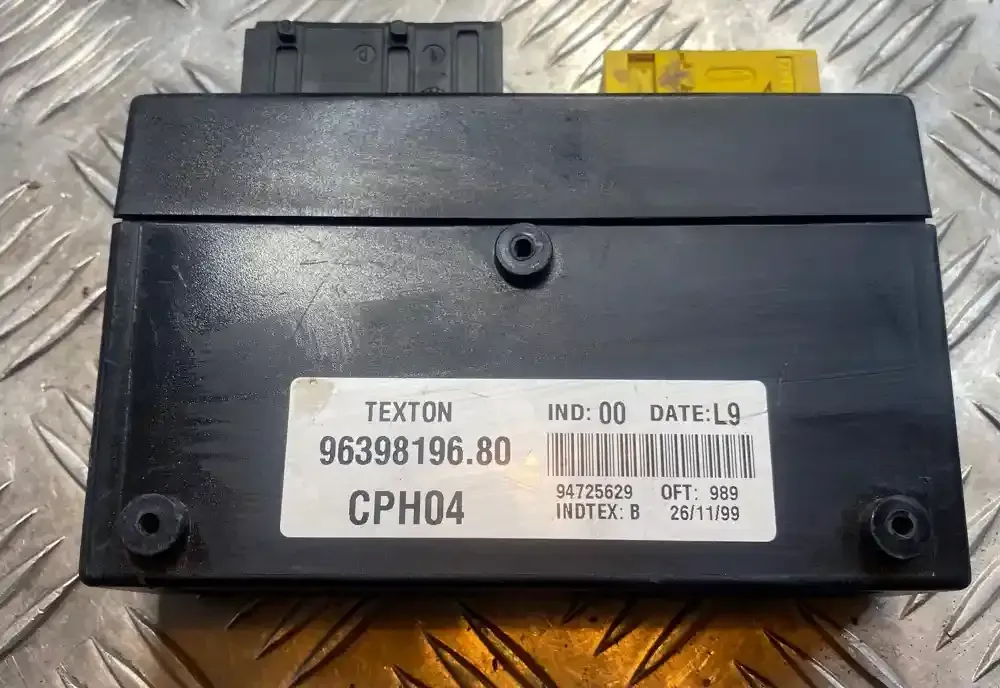 TEXTON
96398196.80
CPH04
IND: 00 DATE: L9
94725629 OFT: 989
INDTEX: B 26/11/99